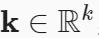 𝐤 ∈ ℝᵏ